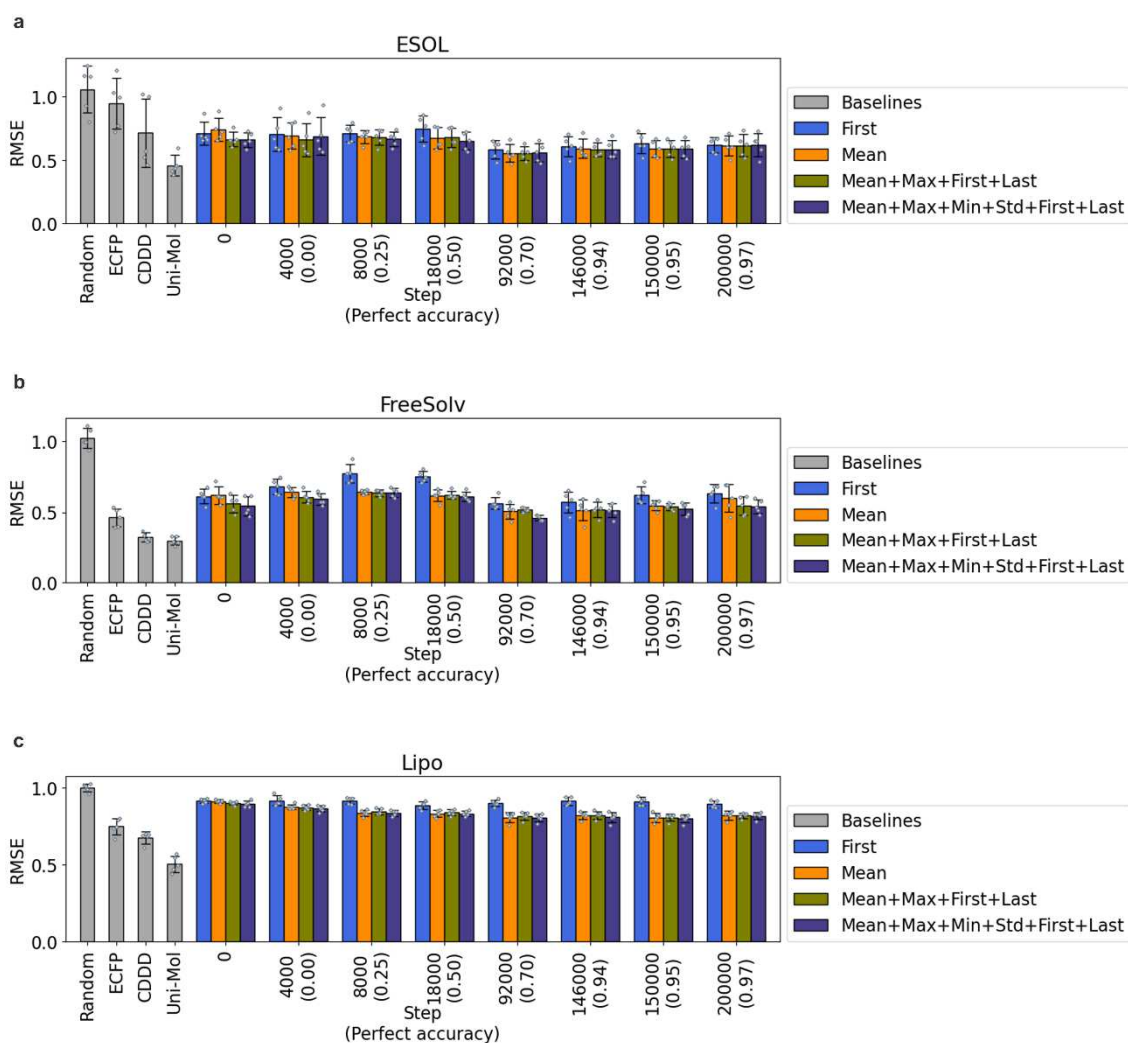 a
ESOL
RMSE
1.0
0.5
0.0
Random
ECFP
CDDD
Uni-Mol
0
4000
(0.00)
8000
(0.25)
18000
(0.50)
92000
(0.70)
146000
(0.94)
150000
(0.95)
200000
(0.97)
Step
(Perfect accuracy)
Baselines
First
Mean
Mean+Max+First+Last
Mean+Max+Min+Std+First+Last
b
FreeSolv
RMSE
1.0
0.5
0.0
Random
ECFP
CDDD
Uni-Mol
0
4000
(0.00)
8000
(0.25)
18000
(0.50)
92000
(0.70)
146000
(0.94)
150000
(0.95)
200000
(0.97)
Step
(Perfect accuracy)
Baselines
First
Mean
Mean+Max+First+Last
Mean+Max+Min+Std+First+Last
c
Lipo
RMSE
1.0
0.5
0.0
Random
ECFP
CDDD
Uni-Mol
0
4000
(0.00)
8000
(0.25)
18000
(0.50)
92000
(0.70)
146000
(0.94)
150000
(0.95)
200000
(0.97)
Step
(Perfect accuracy)
Baselines
First
Mean
Mean+Max+First+Last
Mean+Max+Min+Std+First+Last